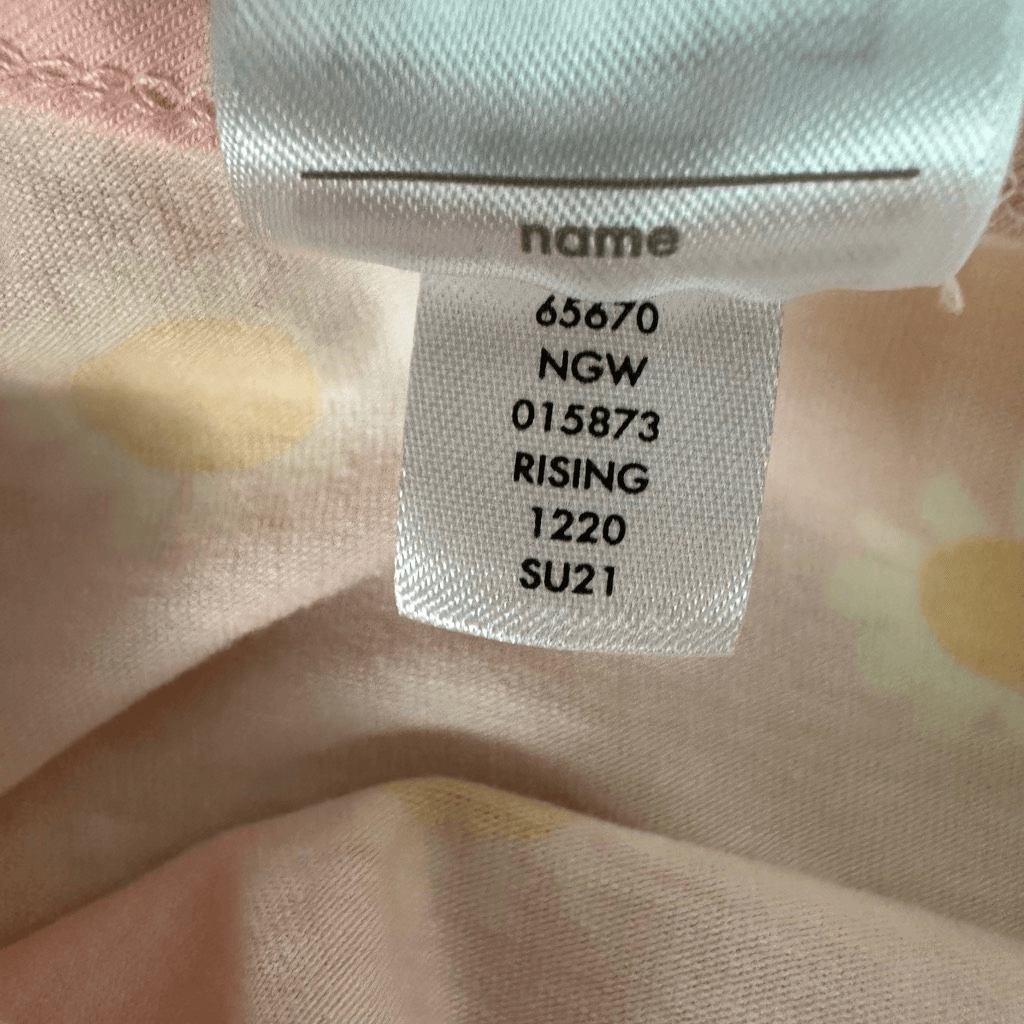 name
65670
NGW
015873
RISING
1220
SU21